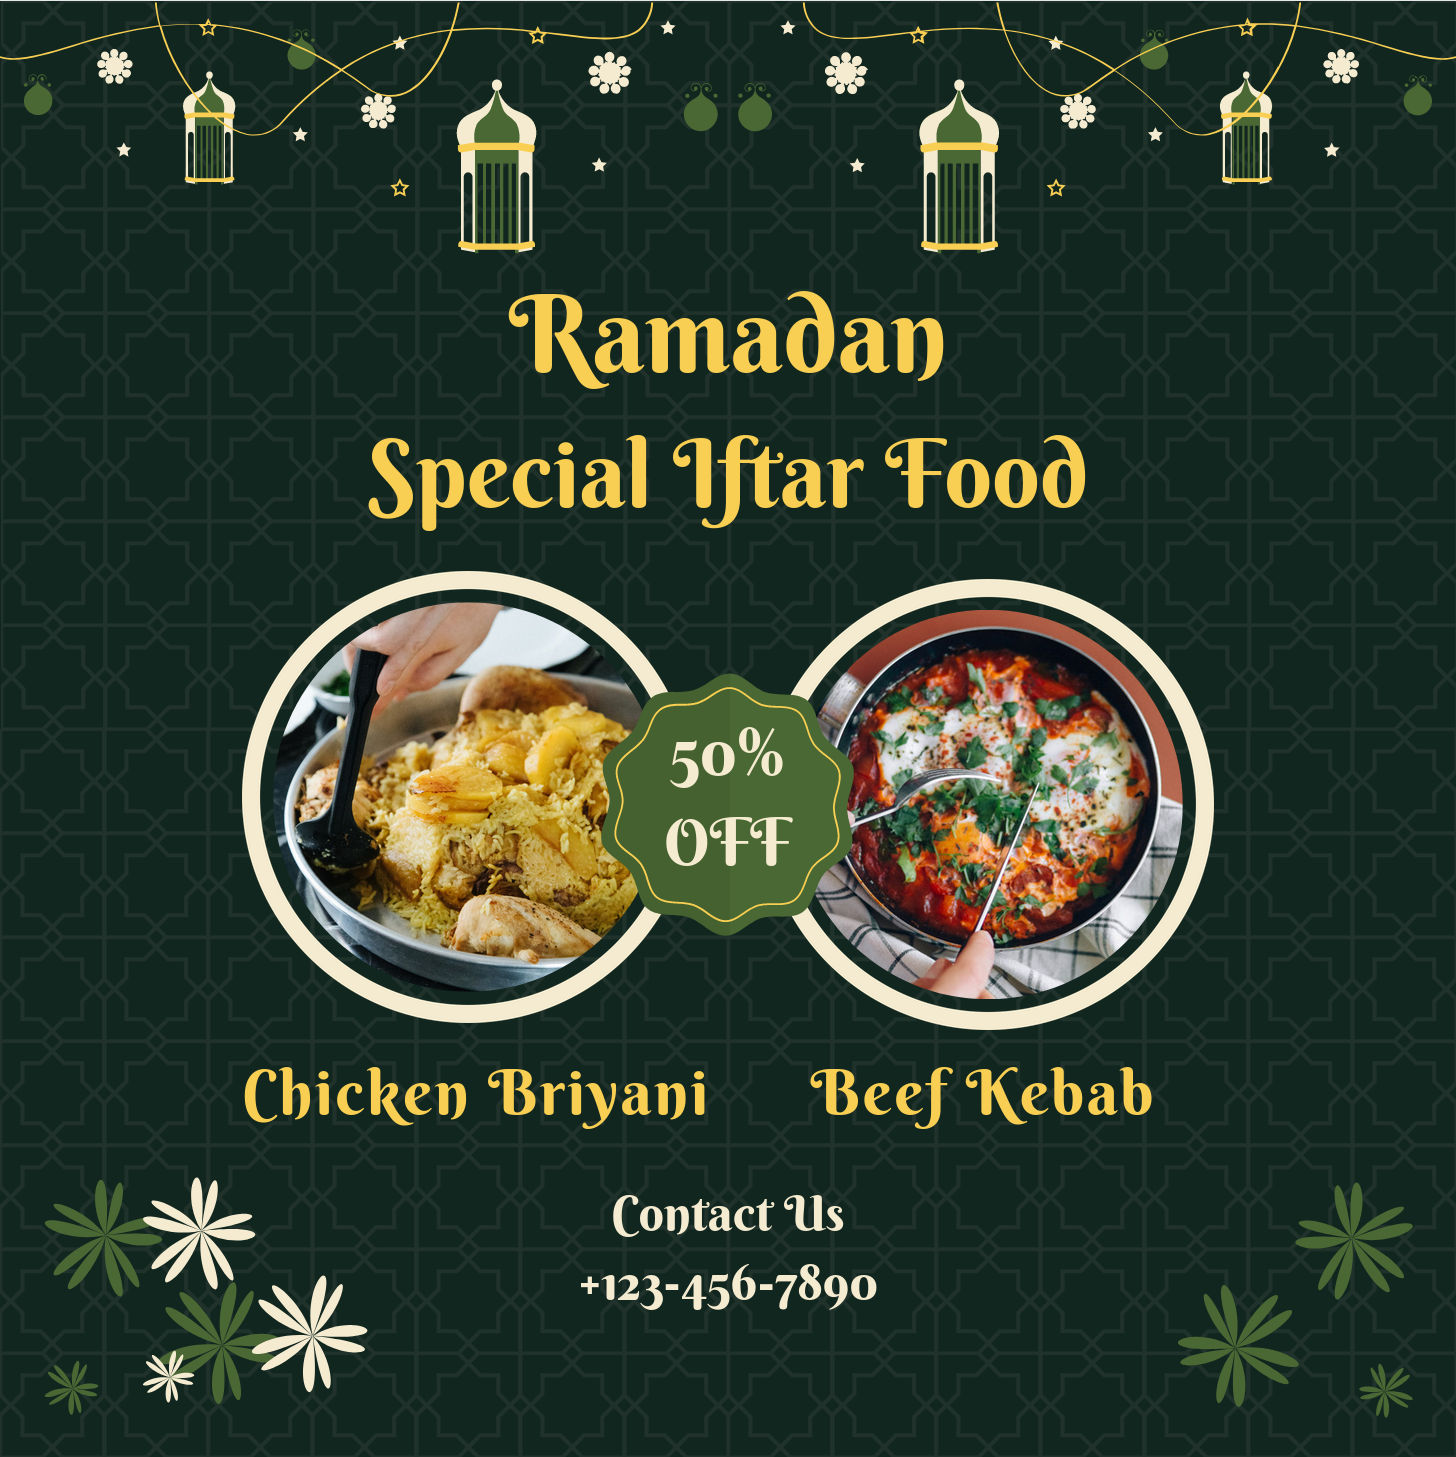 Ramadan
Special Iftar Food
50%
OFF
Chicken Briyani
Beef Kebab
Contact Us
+123-456-7890